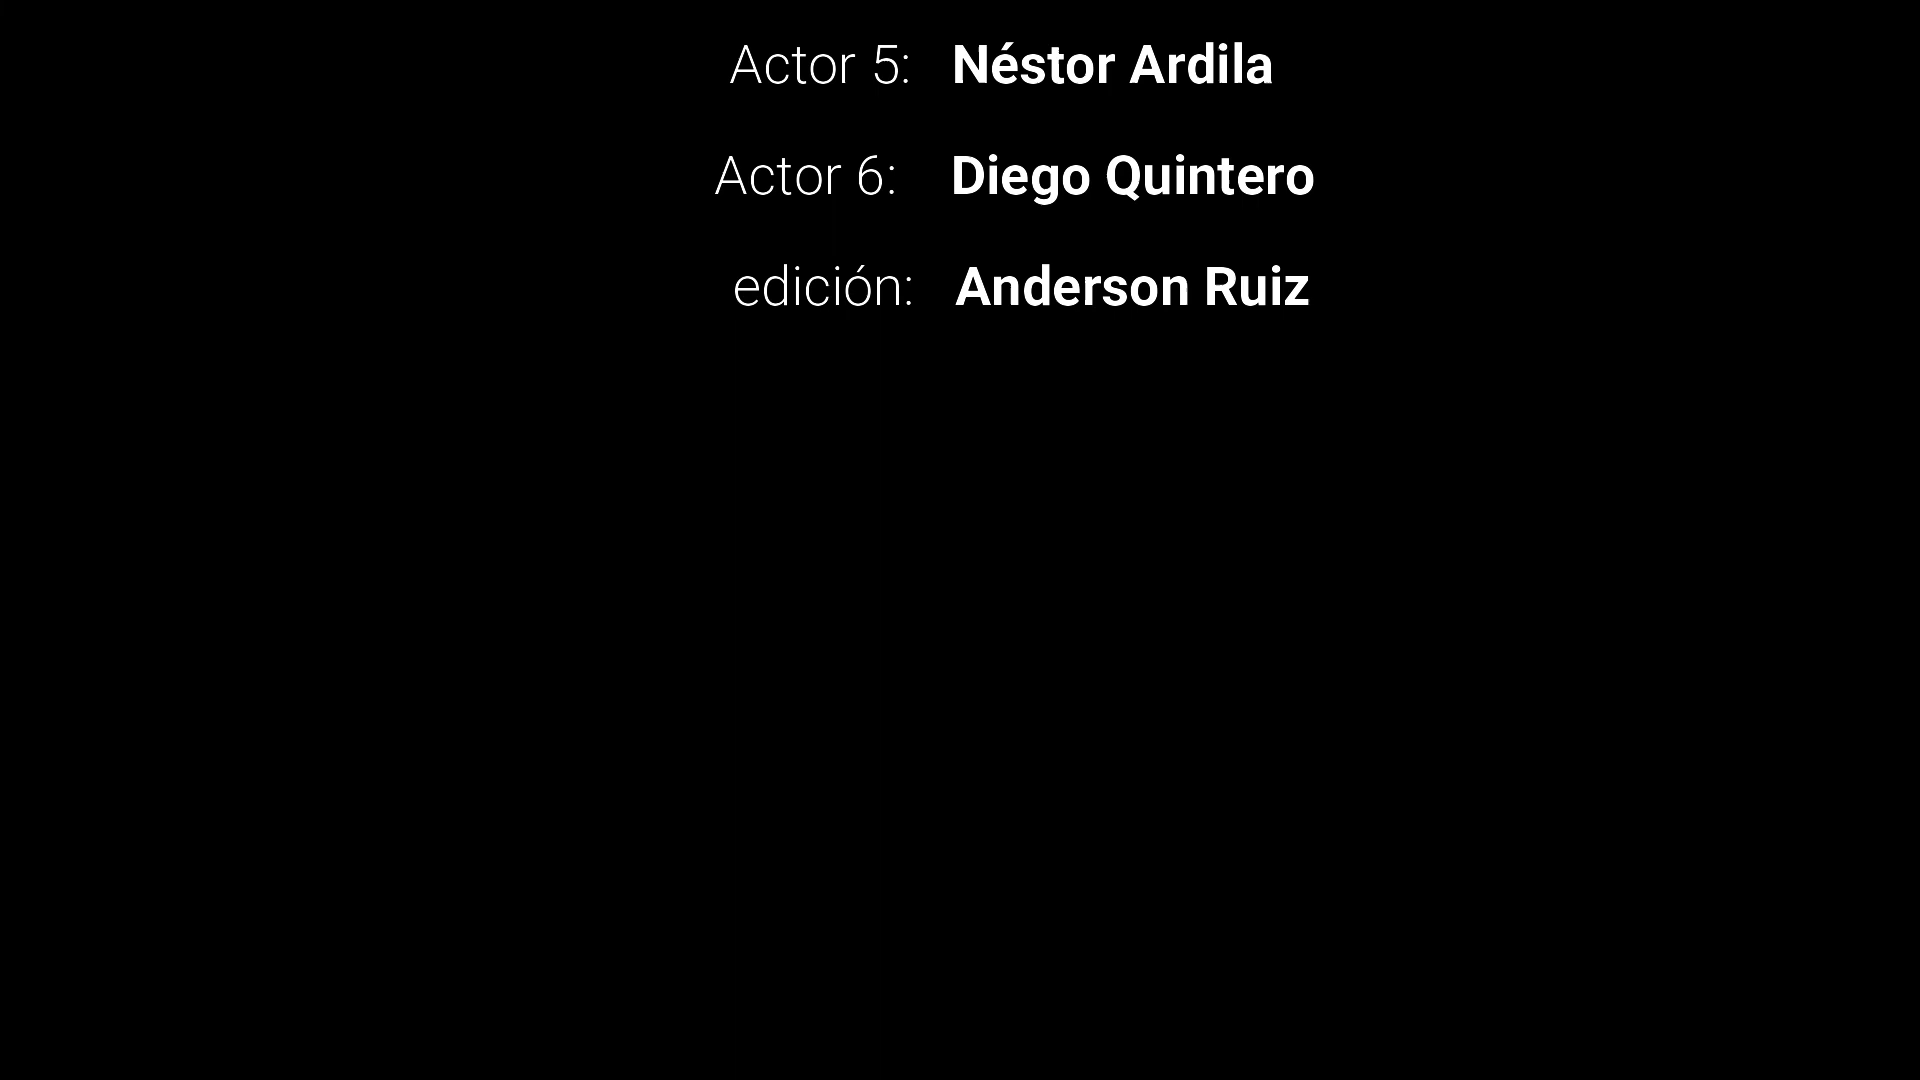 Actor 5: Néstor Ardila
Actor 6: Diego Quintero
edición: Anderson Ruiz